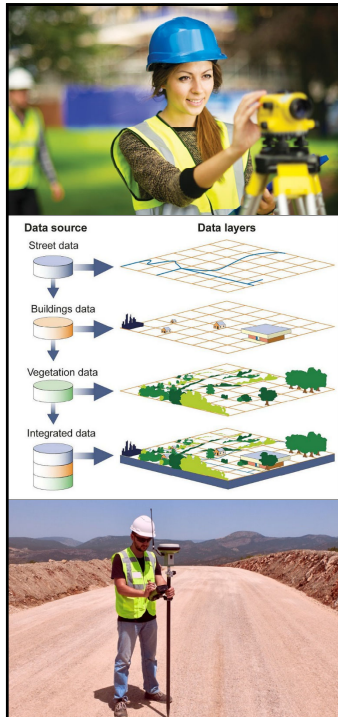 Data source Data layers
Street data
Buildings data
Vegetation data
Integrated data